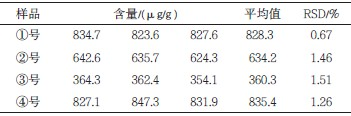 样品 含量/(μg/g) 平均值 RSD/%
①号 834.7 823.6 827.6 828.3 0.67
②号 642.6 635.7 624.3 634.2 1.46
③号 364.3 362.4 354.1 360.3 1.51
④号 827.1 847.3 831.9 835.4 1.26